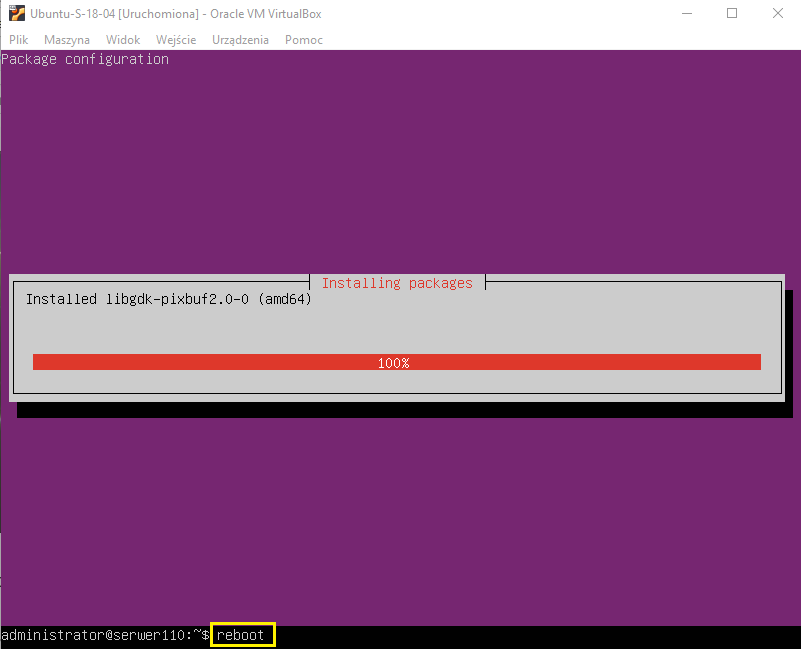 Ubuntu-S-18-04 [Uruchomiona] - Oracle VM VirtualBox
Plik Maszyna Widok Wejście Urządzenia Pomoc
Package configuration
Installing packages
Installed libgdk-pixbuf2.0-0 (amd64)
100%
administrator@serwer110:~$ reboot